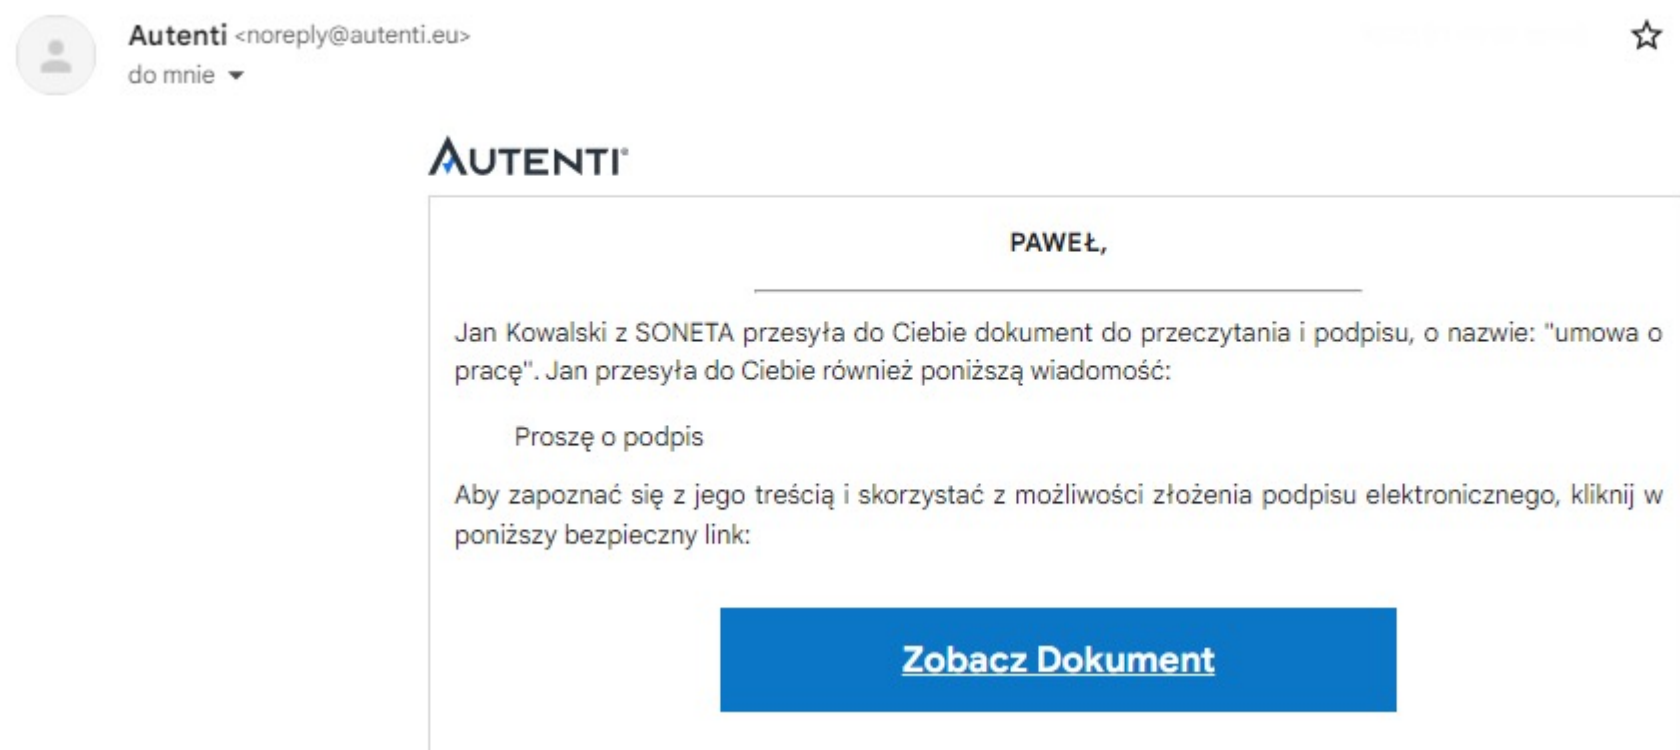 Autenti <noreply@autenti.eu>
do mnie
AUTENTI®
PAWEŁ,
Jan Kowalski z SONETA przesyła do Ciebie dokument do przeczytania i podpisu, o nazwie: "umowa o
pracę". Jan przesyła do Ciebie również poniższą wiadomość:
Proszę o podpis
Aby zapoznać się z jego treścią i skorzystać z możliwości złożenia podpisu elektronicznego, kliknij w
poniższy bezpieczny link:
Zobacz Dokument